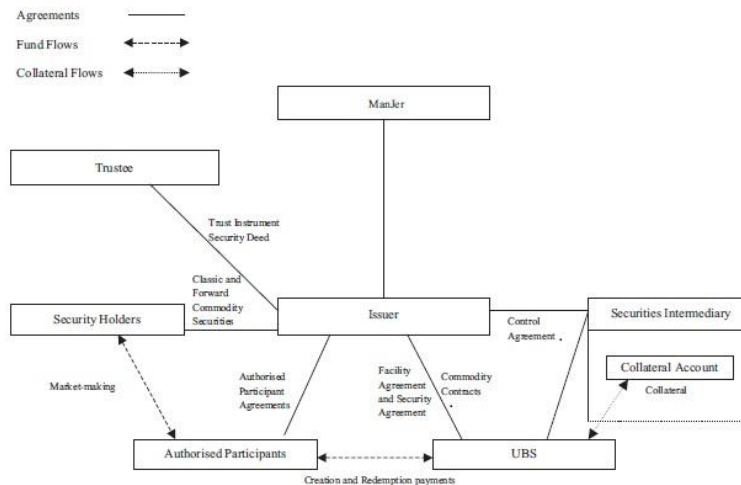 Agreements
Fund Flows
Collateral Flows
ManJer
Trustee
Trust Instrument
Security Deed
Classic and
Forward
Commodity
Securities
Security Holders
Issuer
Securities Intermediary
Control
Agreement
Collateral Account
Collateral
Market-making
Authorised
Participant
Agreements
Facility
Agreement
and Security
Agreement
Commodity
Contracts
Authorised Participants
UBS
Creation and Redemption payments